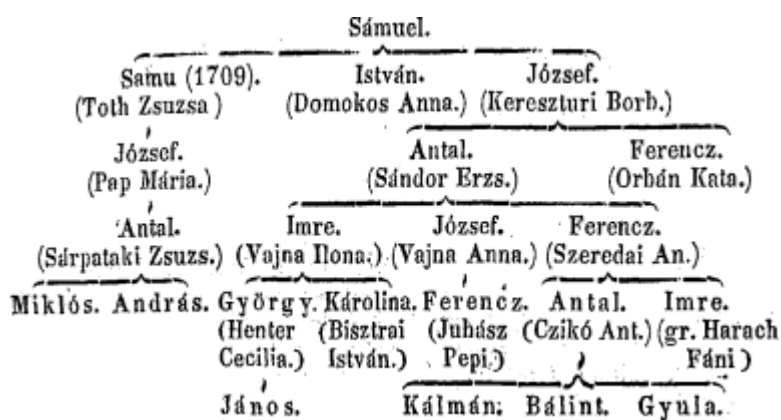 Sámuel.
Samu (1709). István. József.
(Toth Zsuzsa) (Domokos Anna.) (Kereszturi Borb.)
József. Antal. Ferencz.
(Pap Mária.) (Sándor Erzs.) (Orbán Kata.)
Antal. Imre. József. Ferencz.
(Sárpataki Zsuzs.) (Vajna Ilona.) (Vajna Anna.) (Szeredai An.)
Miklós. András. György. Károlina. Ferencz. Antal. Imre.
(Henter (Bisztrai (Juhász (Czikó Ant.) (gr. Harach
Cecilia.) István.) Pepi.) Fáni)
János. Kálmán. Bálint. Gyula.